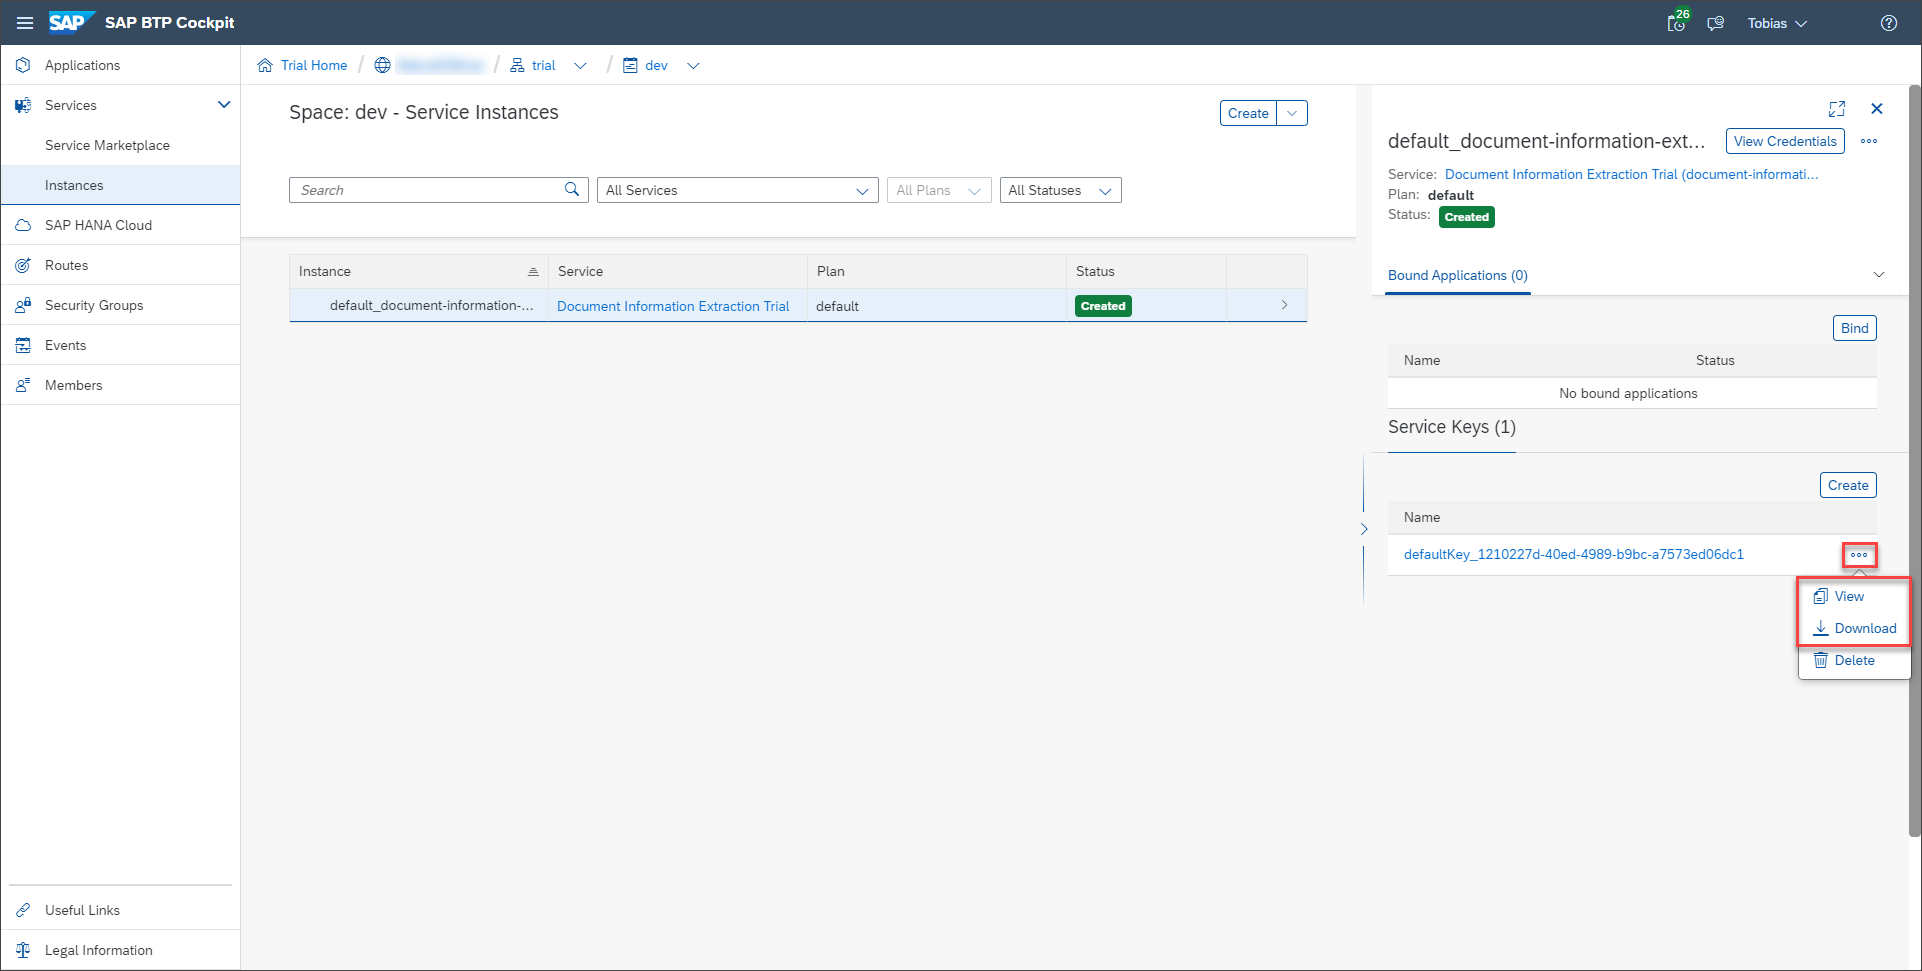 SAP SAP BTP Cockpit
26
Tobias
Applications
Services
Service Marketplace
Instances
SAP HANA Cloud
Routes
Security Groups
Events
Members
Useful Links
Legal Information
Trial Home / / trial / dev
Space: dev - Service Instances
Create
Search
All Services
All Plans
All Statuses
Instance Service Plan Status
default_document-information-... Document Information Extraction Trial default Created
default_document-information-ext... View Credentials
Service: Document Information Extraction Trial (document-informati...
Plan: default
Status: Created
Bound Applications (0)
Bind
Name Status
No bound applications
Service Keys (1)
Create
Name
defaultKey_1210227d-40ed-4989-b9bc-a7573ed06dc1
View
Download
Delete